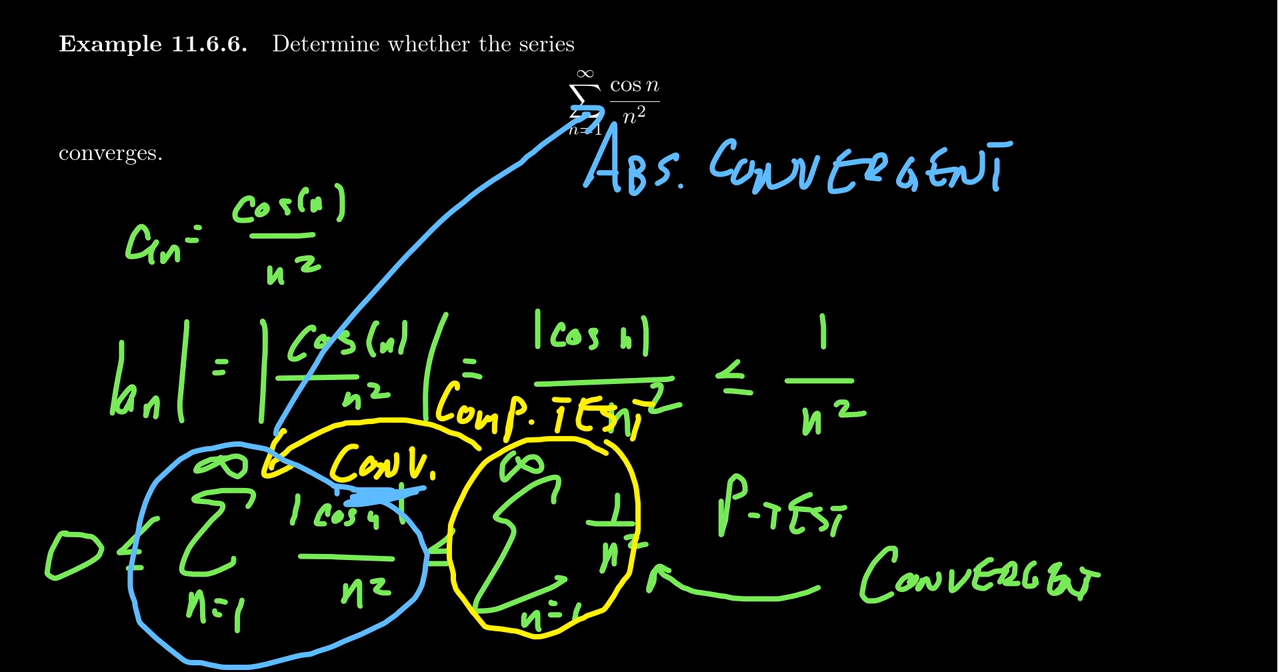 Example 11.6.6. Determine whether the series
∞
∑ cos n / n²
n=1
converges.
ABS. CONVERGENT
aₙ = cos(n) / n²
|aₙ| = |cos(n) / n²| = |cos n| / n² ≤ 1 / n²
COMP. TEST
CONV.
0 ≤ ∞ ∑ n=1 |cos n| / n² ≤ ∞ ∑ n=1 1 / n²
P-TEST
CONVERGENT